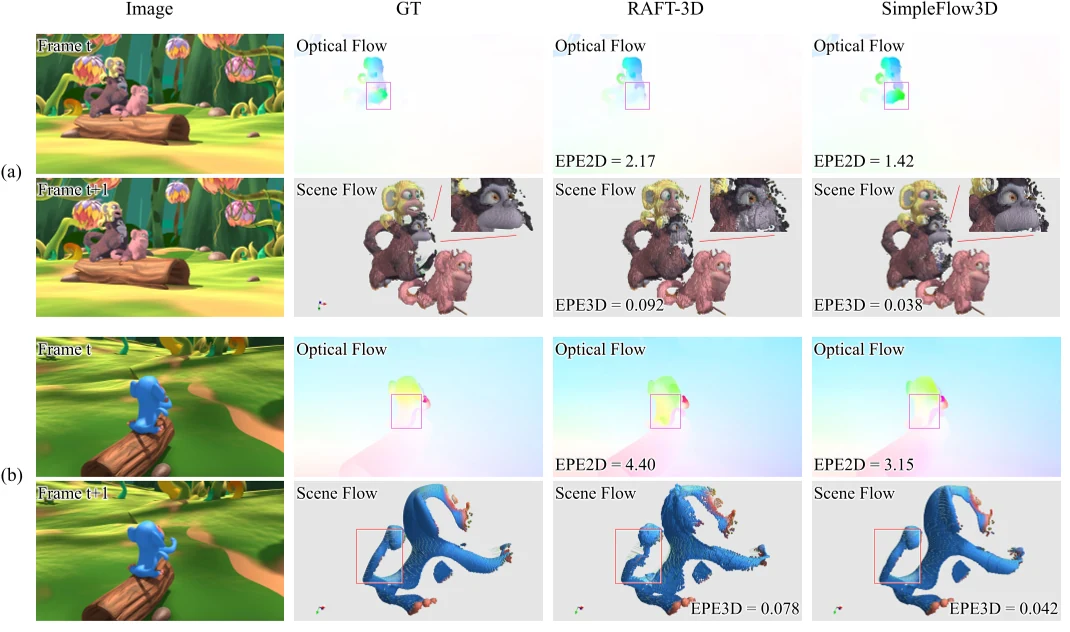 Image GT RAFT-3D SimpleFlow3D
(a)
Frame t Optical Flow Optical Flow Optical Flow
EPE2D = 2.17 EPE2D = 1.42
Frame t+1 Scene Flow Scene Flow Scene Flow
EPE3D = 0.092 EPE3D = 0.038
(b)
Frame t Optical Flow Optical Flow Optical Flow
EPE2D = 4.40 EPE2D = 3.15
Frame t+1 Scene Flow Scene Flow Scene Flow
EPE3D = 0.078 EPE3D = 0.042